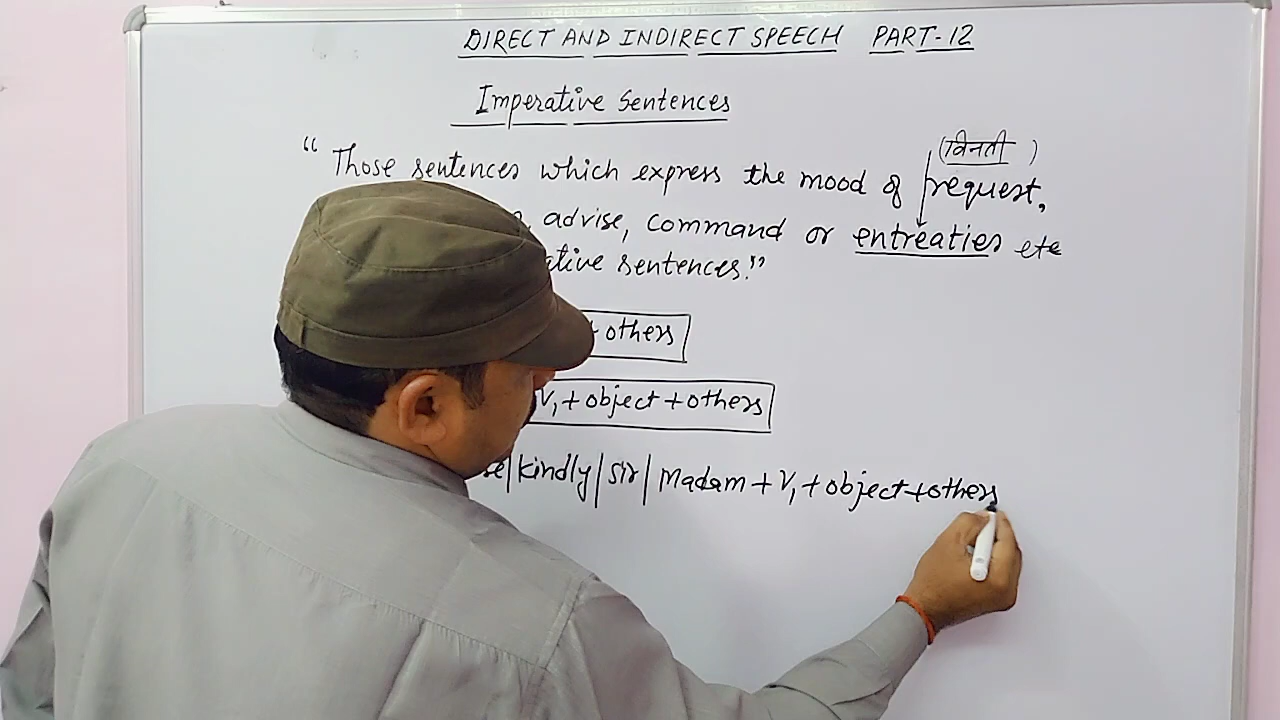 DIRECT AND INDIRECT SPEECH PART-12
Imperative Sentences
(विनती)
“Those sentences which express the mood of request,
advise, command or entreaties etc
sentences.”
+ others
V₁ + object + others
|kindly|sir|Madam + V₁ + object + others